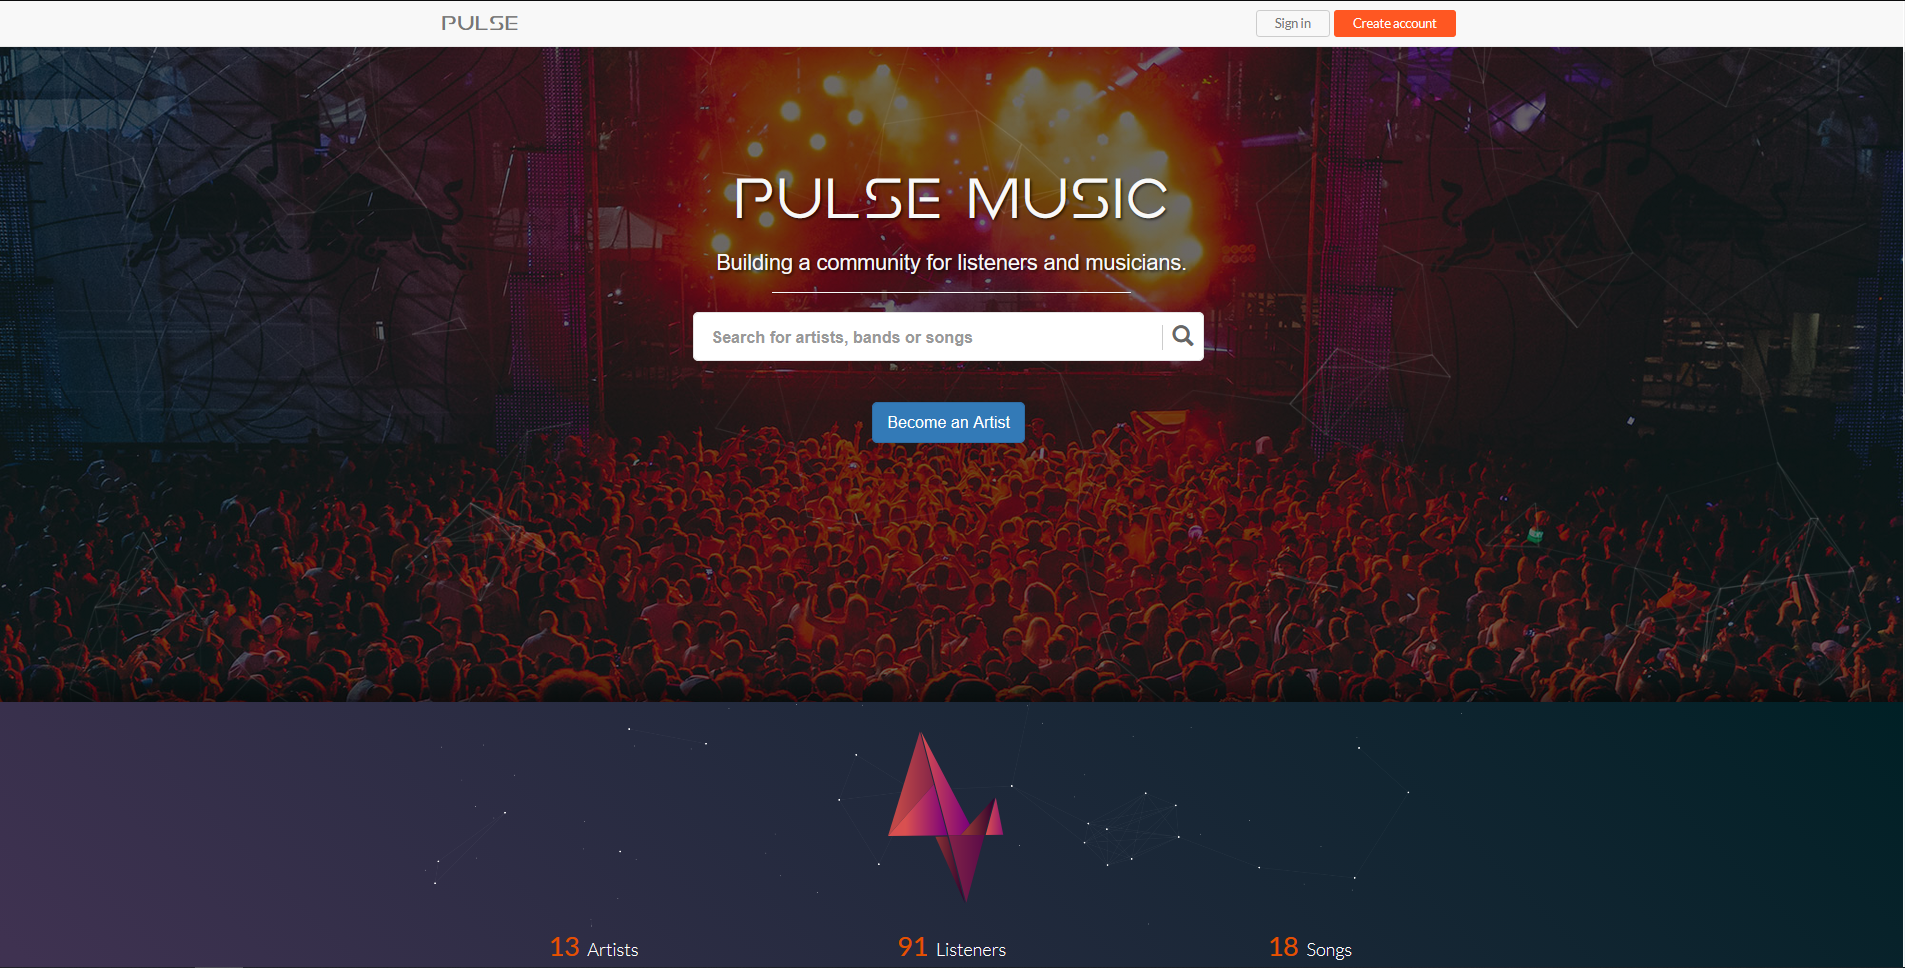 PULSE
Sign in
Create account
PULSE MUSIC
Building a community for listeners and musicians.
Search for artists, bands or songs
Become an Artist
13 Artists
91 Listeners
18 Songs